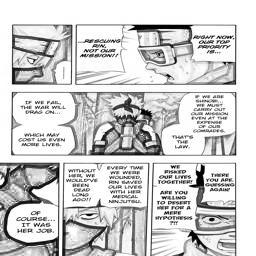 RIGHT NOW,
OUR TOP
PRIORITY
IS...
RESCUING
RIN,
NOT OUR
MISSION!!
IF WE ARE
SHINOBI...
WE MUST
CARRY OUT
OUR MISSION
EVEN AT THE
EXPENSE
OF OUR
COMRADES.
THAT'S
THE
LAW.
IF WE FAIL,
THE WAR WILL
DRAG ON...
WHICH MAY
COST US EVEN
MORE LIVES.
THERE
YOU ARE,
GUESSING
AGAIN!
WE
RISKED
OUR LIVES
TOGETHER!
ARE YOU
WILLING
TO DESERT
HER FOR A
MERE
HYPOTHESIS
?!!
EVERY TIME
WE WERE
WOUNDED,
RIN SAVED
OUR LIVES
WITH HER
MEDICAL
NINJUTSU.
WITHOUT
HER, WE
WOULD'VE
BEEN
DEAD
LONG
AGO!!
OF
COURSE...
IT WAS
HER JOB.